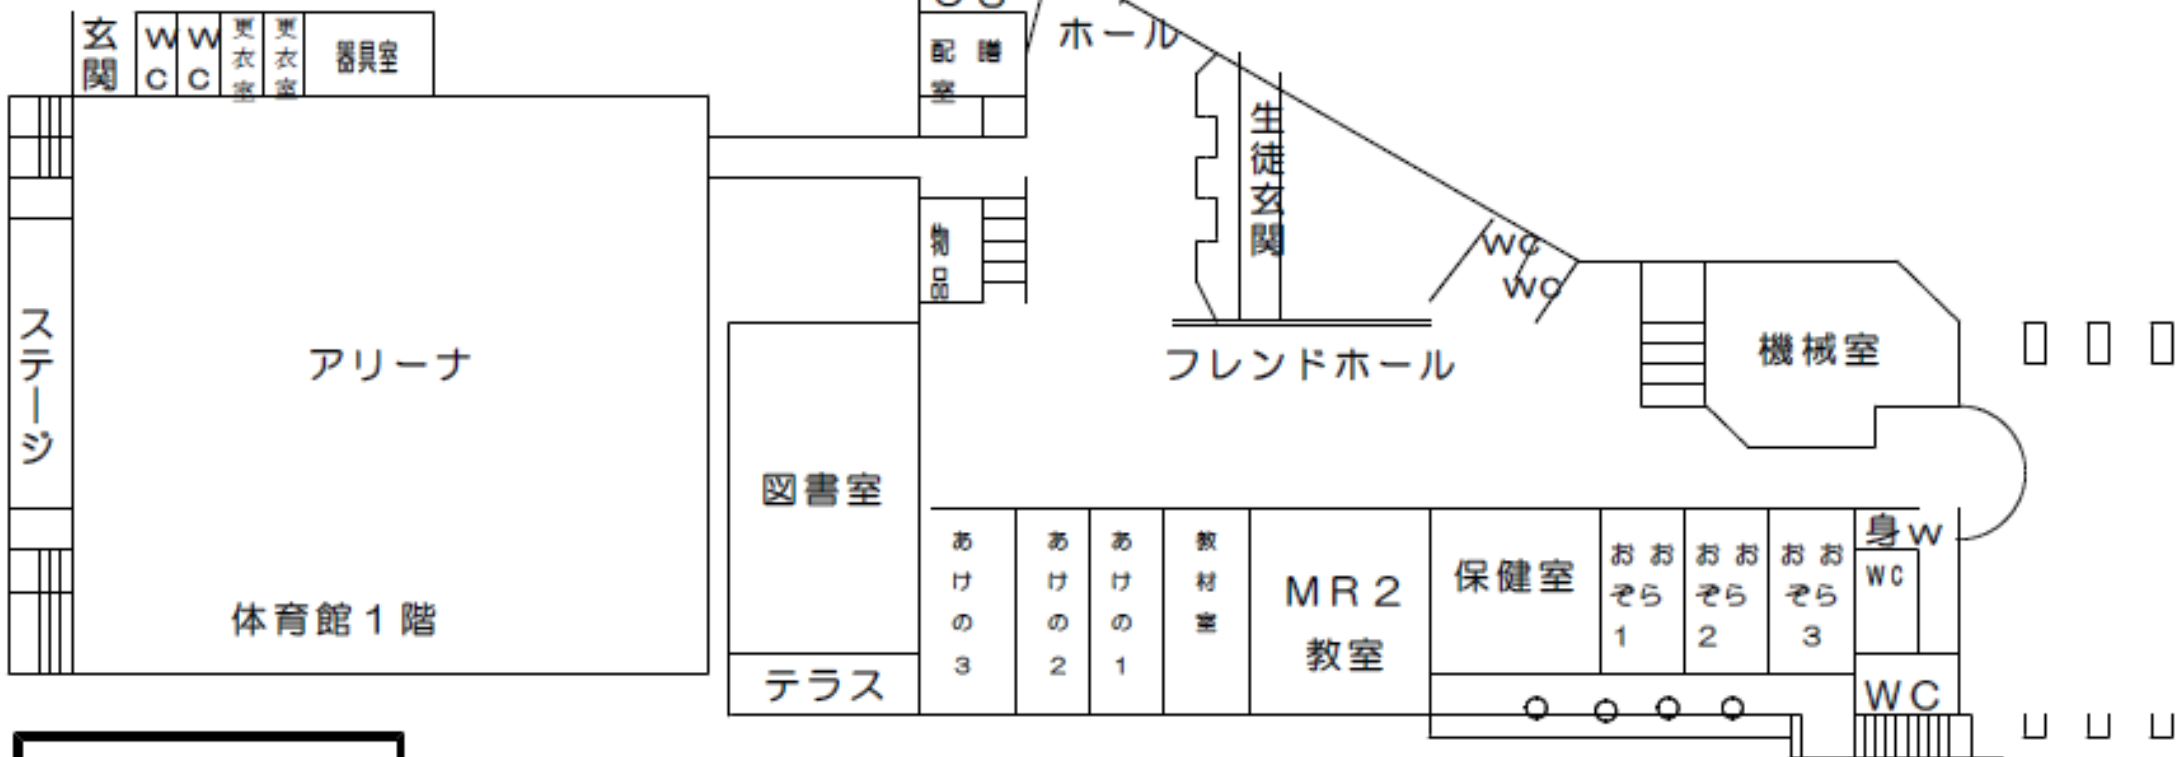 玄関
WC
WC
更衣室
更衣室
器具室
配膳室
ホール
生徒玄関
物品
WC
WC
ステージ
アリーナ
フレンドホール
機械室
図書室
体育館1階
テラス
あけの3
あけの2
あけの1
教材室
MR2
教室
保健室
おおぞら1
おおぞら2
おおぞら3
身W
WC
WC